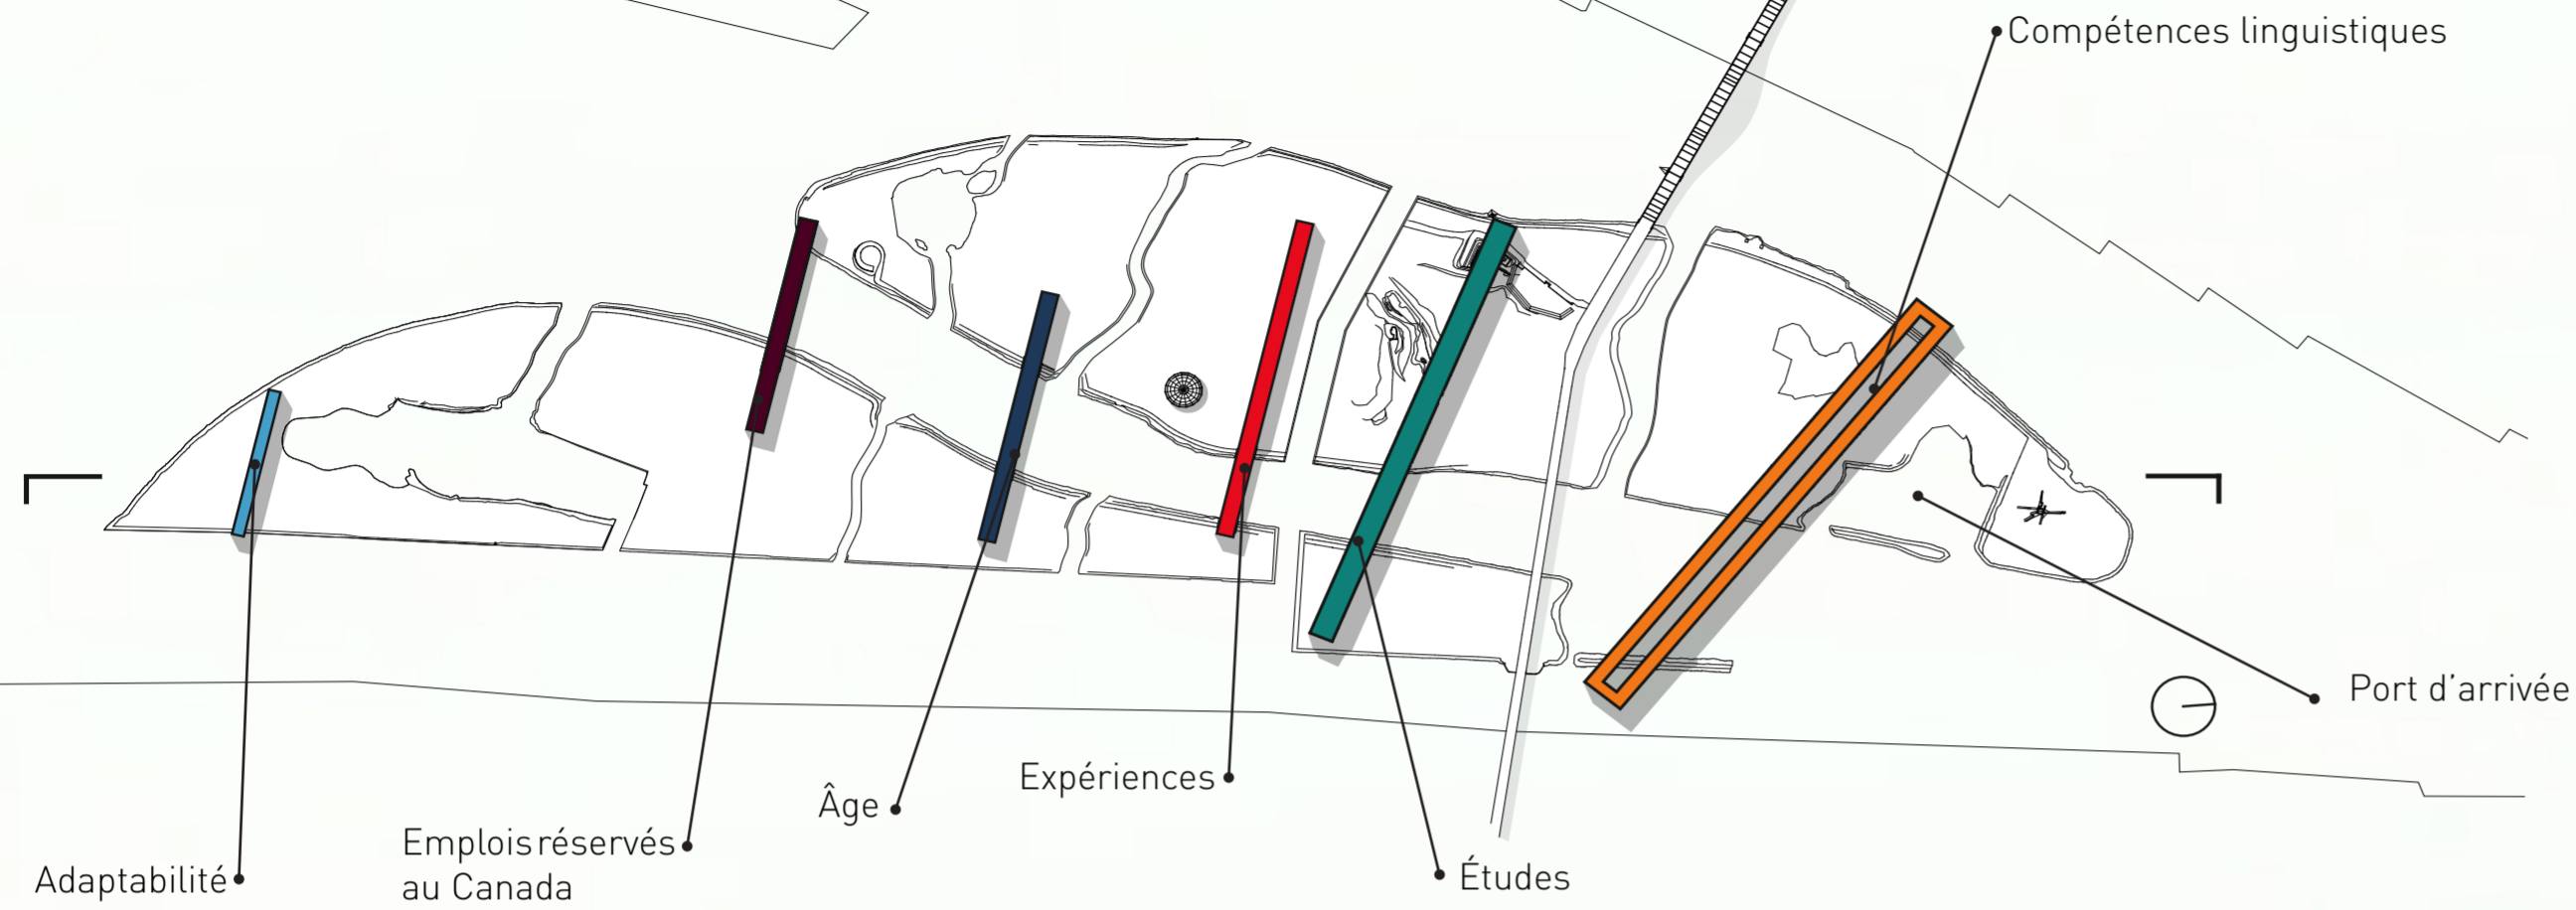 Compétences linguistiques
Port d’arrivée
Expériences
Âge
Emplois réservés
au Canada
Études
Adaptabilité